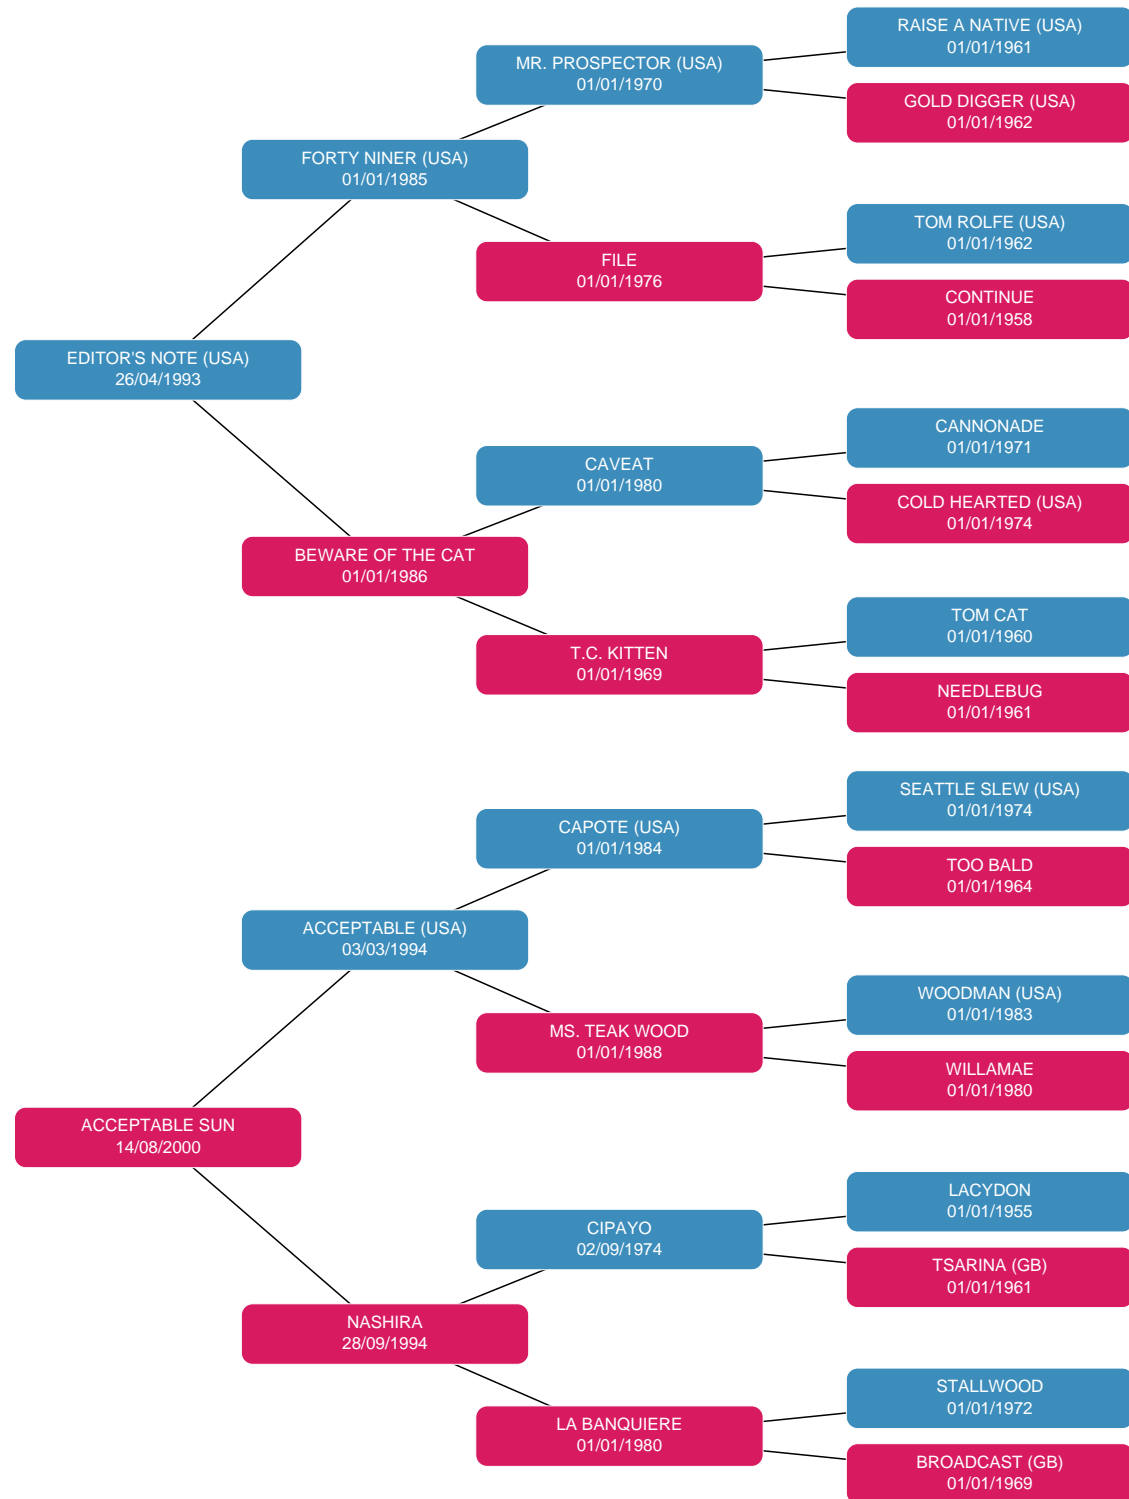 RAISE A NATIVE (USA)
01/01/1961
MR. PROSPECTOR (USA)
01/01/1970
GOLD DIGGER (USA)
01/01/1962
FORTY NINER (USA)
01/01/1985
TOM ROLFE (USA)
01/01/1962
FILE
01/01/1976
CONTINUE
01/01/1958
EDITOR'S NOTE (USA)
26/04/1993
CANNONADE
01/01/1971
CAVEAT
01/01/1980
COLD HEARTED (USA)
01/01/1974
BEWARE OF THE CAT
01/01/1986
TOM CAT
01/01/1960
T.C. KITTEN
01/01/1969
NEEDLEBUG
01/01/1961
SEATTLE SLEW (USA)
01/01/1974
CAPOTE (USA)
01/01/1984
TOO BALD
01/01/1964
ACCEPTABLE (USA)
03/03/1994
WOODMAN (USA)
01/01/1983
MS. TEAK WOOD
01/01/1988
WILLAMAE
01/01/1980
ACCEPTABLE SUN
14/08/2000
LACYDON
01/01/1955
CIPAYO
02/09/1974
TSARINA (GB)
01/01/1961
NASHIRA
28/09/1994
STALLWOOD
01/01/1972
LA BANQUIERE
01/01/1980
BROADCAST (GB)
01/01/1969